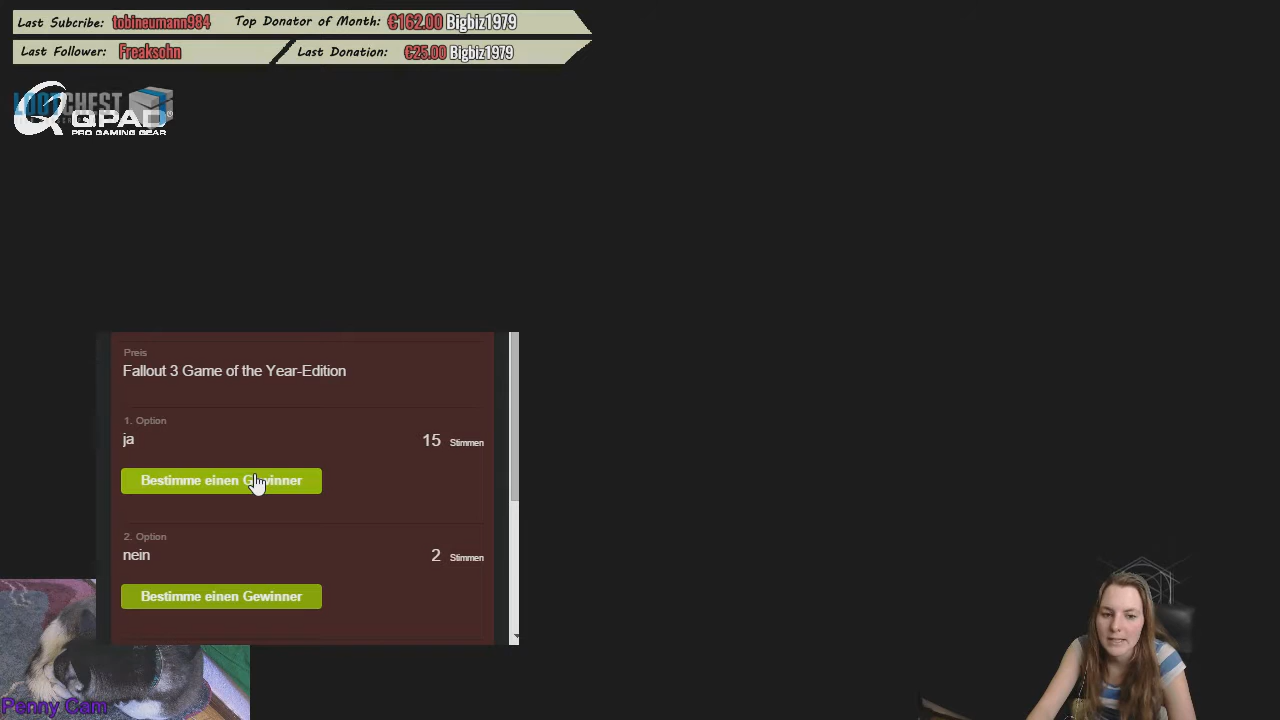 Last Subcribe: tobineumann984 Top Donator of Month: €162.00 Bigbiz1979
Last Follower: Freaksohn Last Donation: €25.00 Bigbiz1979
LOOTCHEST
QPAD®
PRO GAMING GEAR
Preis
Fallout 3 Game of the Year-Edition
1. Option
ja 15 Stimmen
Bestimme einen Gewinner
2. Option
nein 2 Stimmen
Bestimme einen Gewinner
Penny Cam